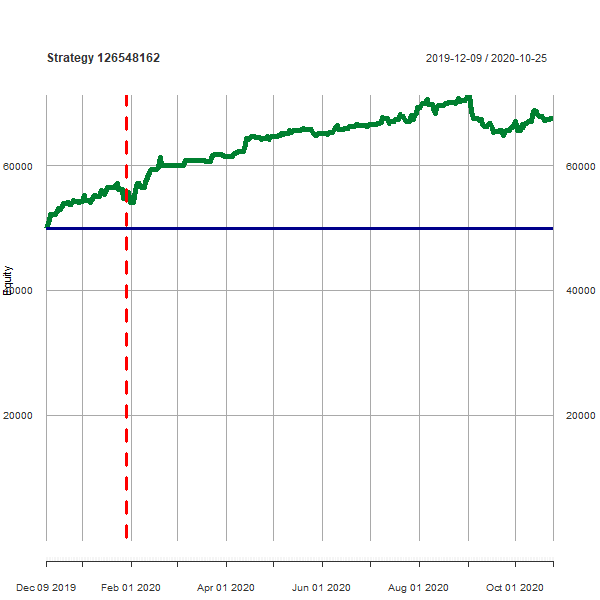 Strategy 126548162
2019-12-09 / 2020-10-25
60000
60000
Equity
40000
40000
20000
20000
Dec 09 2019
Feb 01 2020
Apr 01 2020
Jun 01 2020
Aug 01 2020
Oct 01 2020